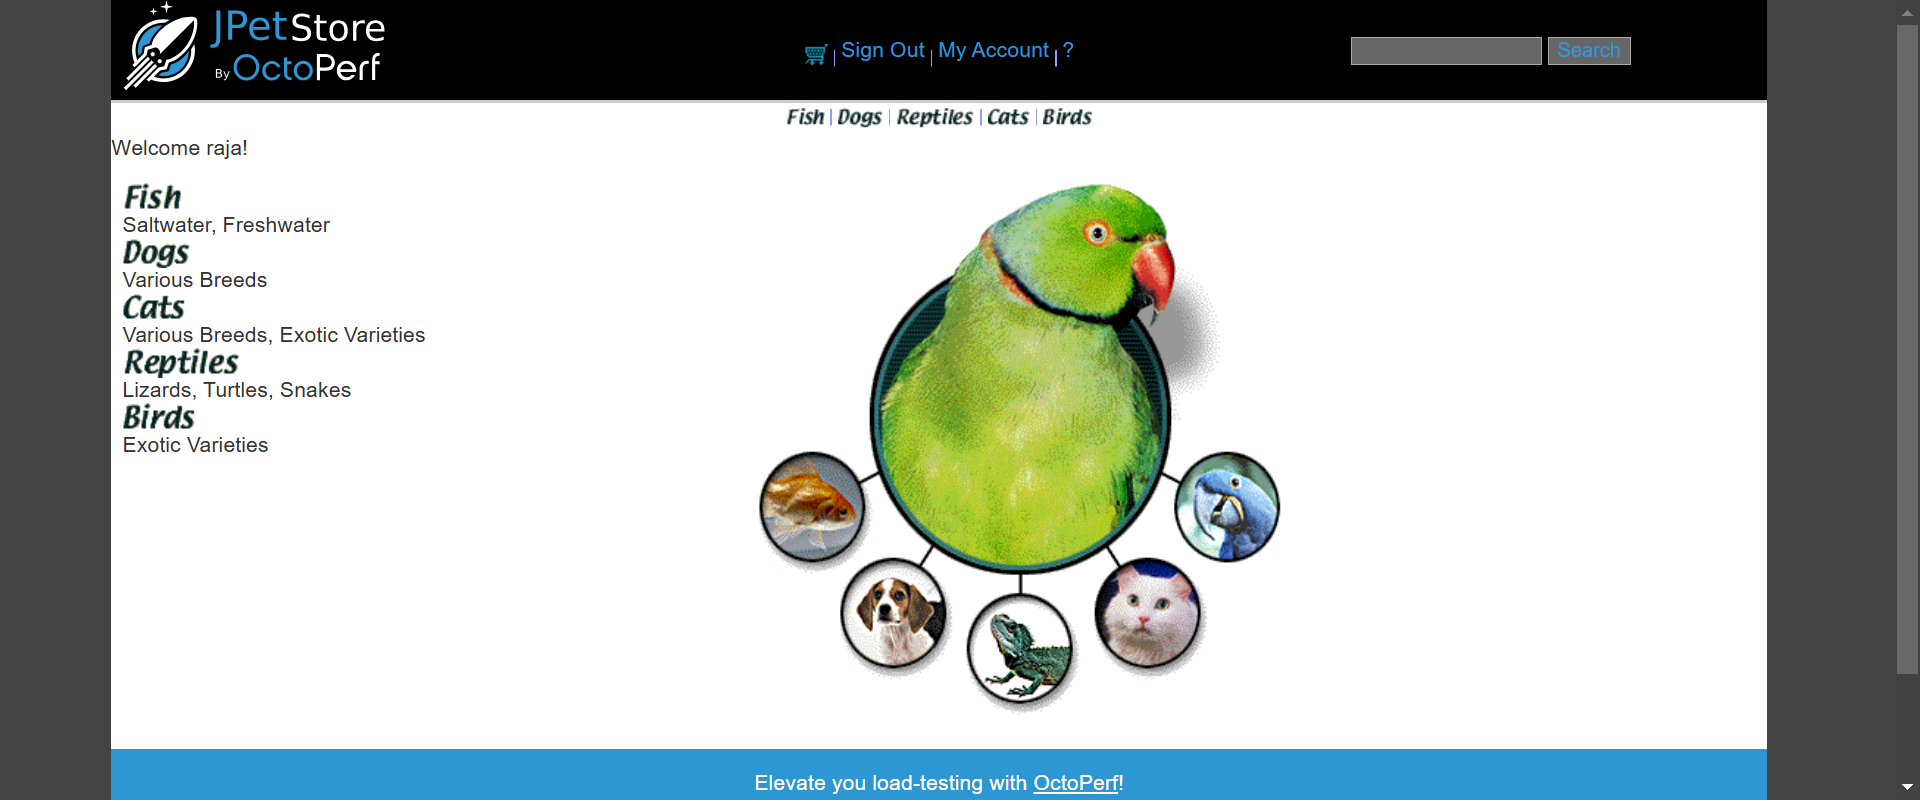 JPetStore
By OctoPerf
Sign Out | My Account | ?
Search
Fish | Dogs | Reptiles | Cats | Birds
Welcome raja!
Fish
Saltwater, Freshwater
Dogs
Various Breeds
Cats
Various Breeds, Exotic Varieties
Reptiles
Lizards, Turtles, Snakes
Birds
Exotic Varieties
Elevate you load-testing with OctoPerf!